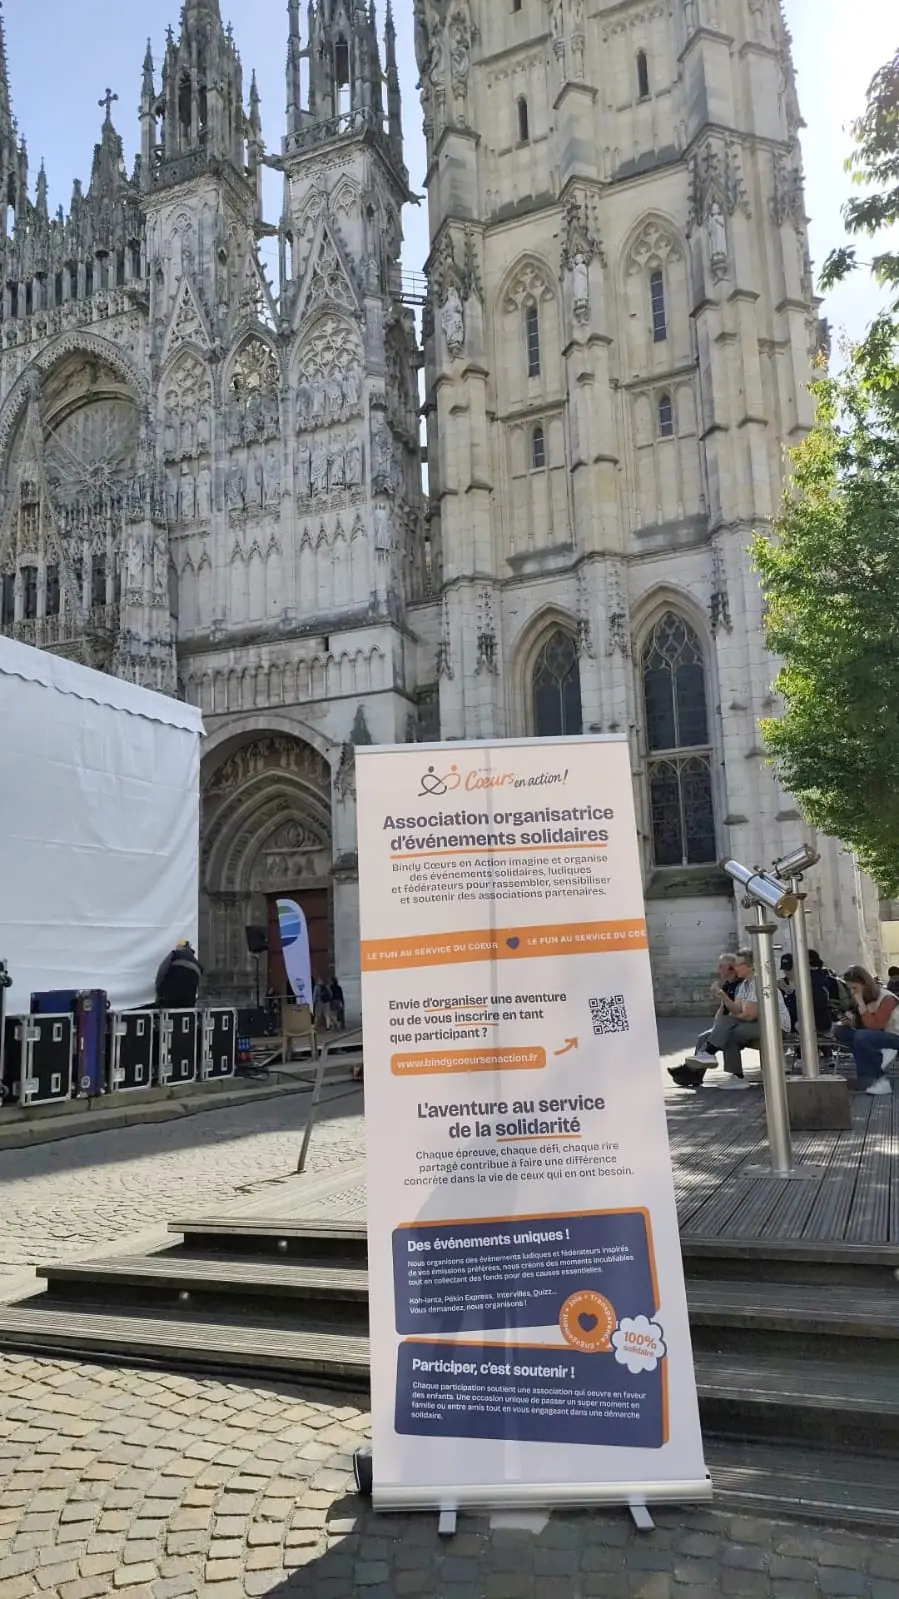 BINDY
Cœurs en action!
Association organisatrice
d'événements solidaires
Bindy Cœurs en Action imagine et organise
des événements solidaires, ludiques
et fédérateurs pour rassembler, sensibiliser
et soutenir des associations partenaires.
LE FUN AU SERVICE DU COEUR LE FUN AU SERVICE DU COE
Envie d'organiser une aventure
ou de vous inscrire en tant
que participant ?
www.bindycoeursenaction.fr
L'aventure au service
de la solidarité
Chaque épreuve, chaque défi, chaque rire
partagé contribue à faire une différence
concrète dans la vie de ceux qui en ont besoin.
Des événements uniques !
Nous organisons des événements ludiques et fédérateurs inspirés
de vos émissions préférées, nous créons des moments inoubliables
tout en collectant des fonds pour des causes essentielles.
Koh-lanta, Pékin Express, Intervilles, Quizz...
Vous demandez, nous organisons !
Joie • Transparence • Engagement •
100%
solidaire
Participer, c'est soutenir !
Chaque participation soutient une association qui oeuvre en faveur
des enfants. Une occasion unique de passer un super moment en
famille ou entre amis tout en vous engageant dans une démarche
solidaire.